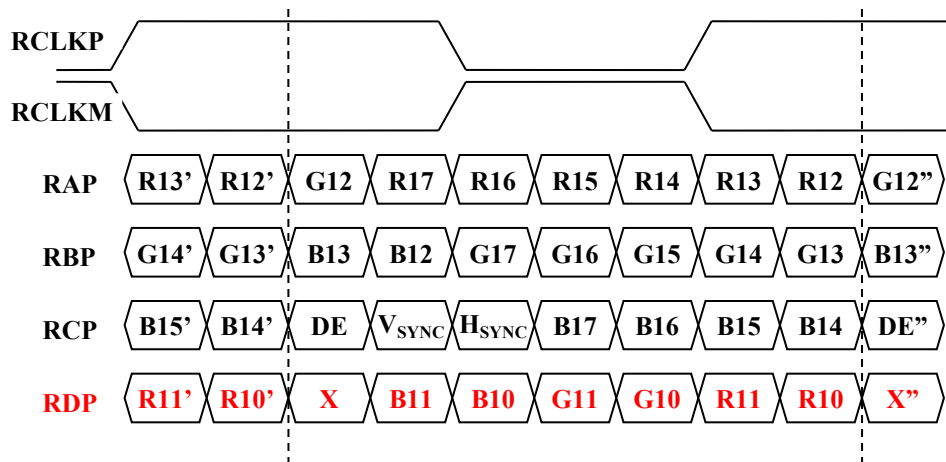 RCLKP
RCLKM
RAP R13’ R12’ G12 R17 R16 R15 R14 R13 R12 G12”
RBP G14’ G13’ B13 B12 G17 G16 G15 G14 G13 B13”
RCP B15’ B14’ DE VSYNC HSYNC B17 B16 B15 B14 DE”
RDP R11’ R10’ X B11 B10 G11 G10 R11 R10 X”